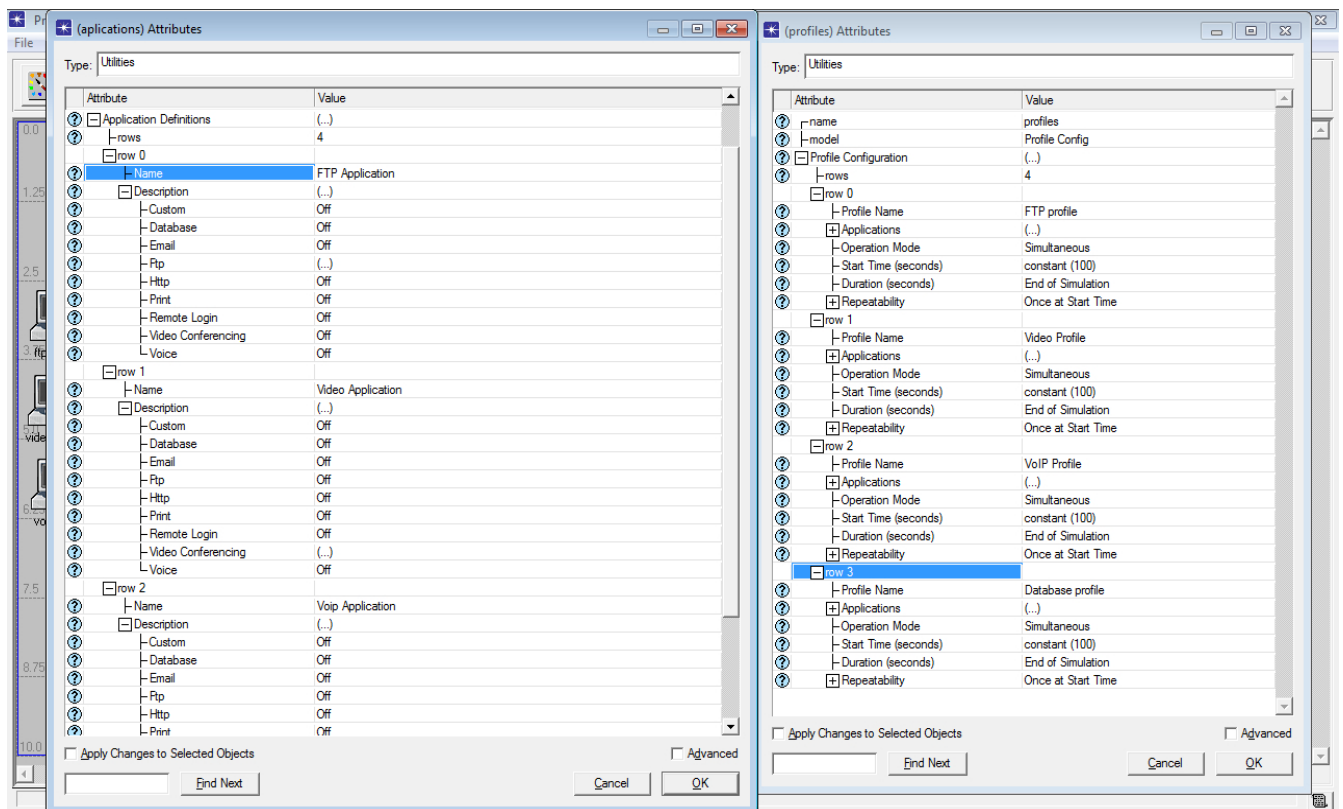 Pr
File
0.0
1.25
2.5
3.75
ftp
5.0
vide
6.25
vo
7.5
8.75
10.0
(aplications) Attributes
Type: Utilities
Attribute Value
Application Definitions (...)
rows 4
row 0
Name FTP Application
Description (...)
Custom Off
Database Off
Email Off
Ftp (...)
Http Off
Print Off
Remote Login Off
Video Conferencing Off
Voice Off
row 1
Name Video Application
Description (...)
Custom Off
Database Off
Email Off
Ftp Off
Http Off
Print Off
Remote Login Off
Video Conferencing (...)
Voice Off
row 2
Name Voip Application
Description (...)
Custom Off
Database Off
Email Off
Ftp Off
Http Off
Print Off
Apply Changes to Selected Objects Advanced
Find Next Cancel OK
(profiles) Attributes
Type: Utilities
Attribute Value
name profiles
model Profile Config
Profile Configuration (...)
rows 4
row 0
Profile Name FTP profile
Applications (...)
Operation Mode Simultaneous
Start Time (seconds) constant (100)
Duration (seconds) End of Simulation
Repeatability Once at Start Time
row 1
Profile Name Video Profile
Applications (...)
Operation Mode Simultaneous
Start Time (seconds) constant (100)
Duration (seconds) End of Simulation
Repeatability Once at Start Time
row 2
Profile Name VoIP Profile
Applications (...)
Operation Mode Simultaneous
Start Time (seconds) constant (100)
Duration (seconds) End of Simulation
Repeatability Once at Start Time
row 3
Profile Name Database profile
Applications (...)
Operation Mode Simultaneous
Start Time (seconds) constant (100)
Duration (seconds) End of Simulation
Repeatability Once at Start Time
Apply Changes to Selected Objects Advanced
Find Next Cancel OK